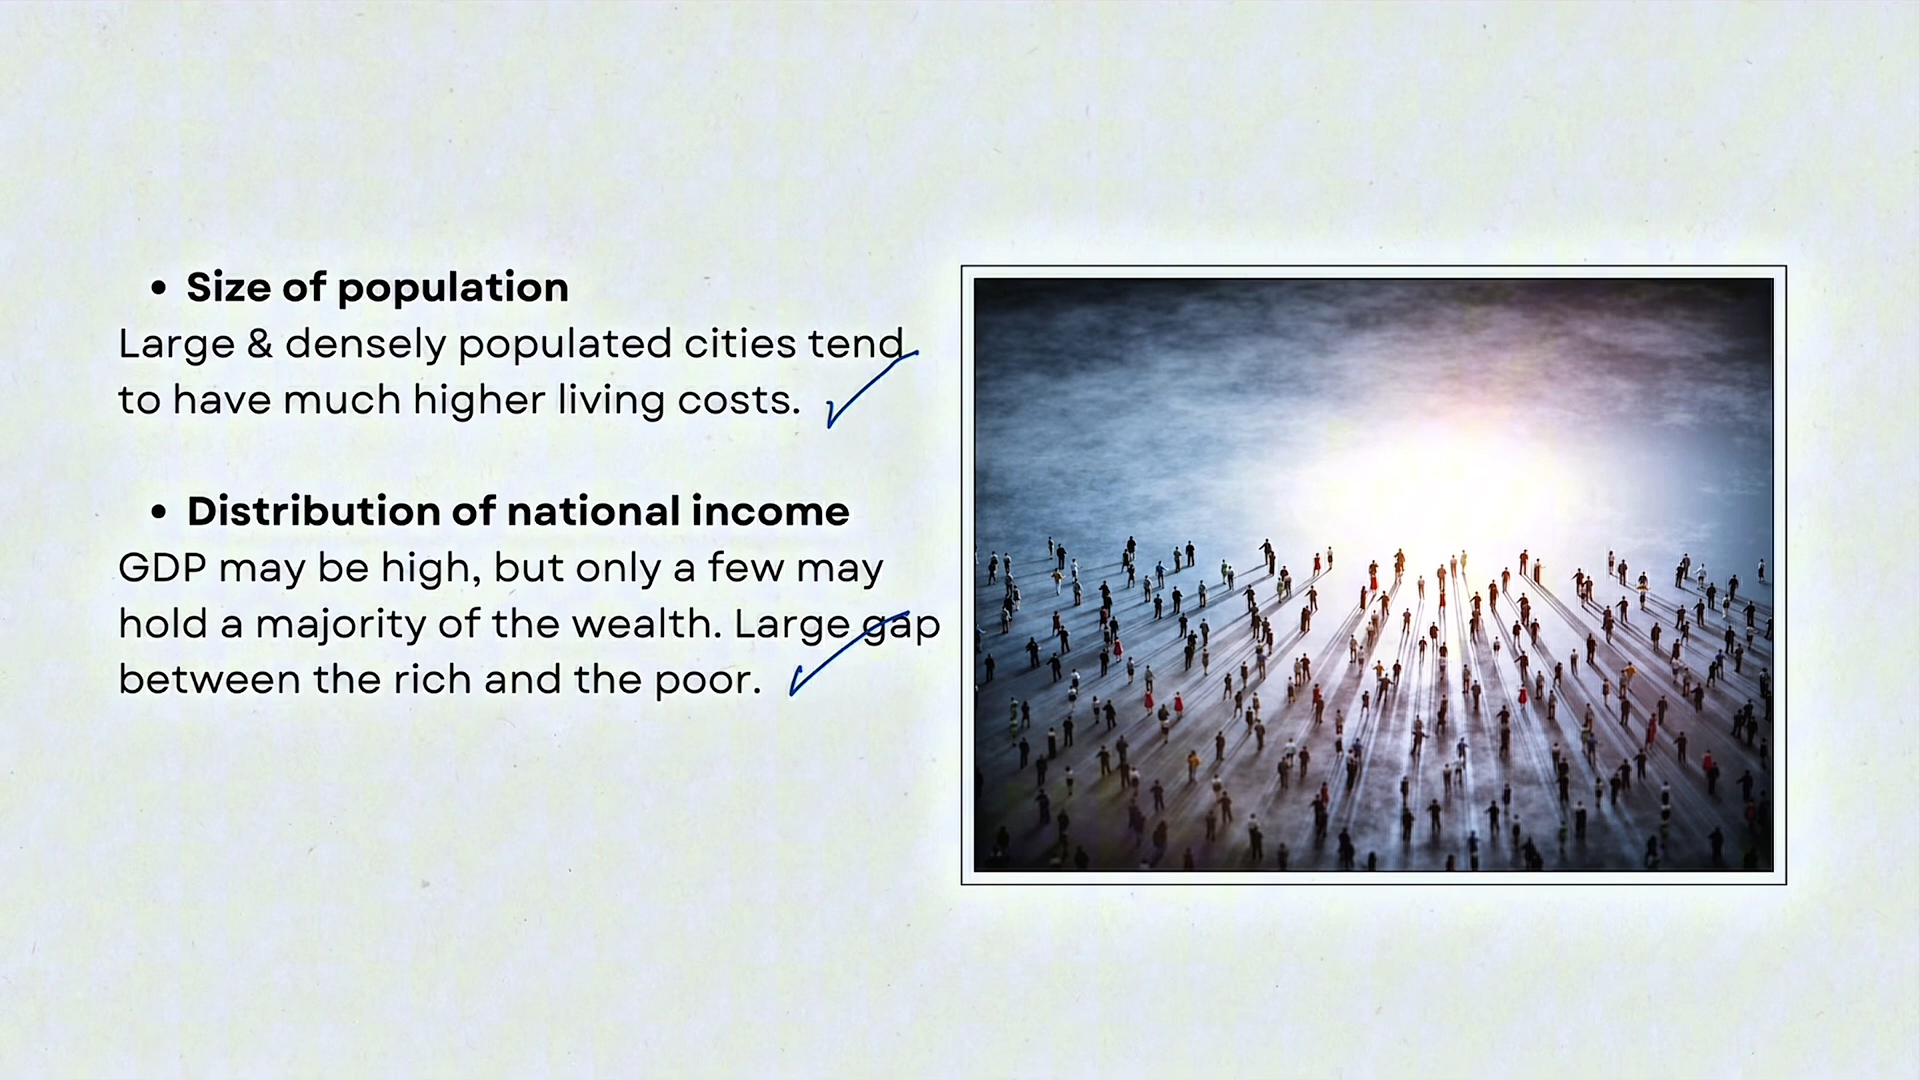 • Size of population
Large & densely populated cities tend
to have much higher living costs.
• Distribution of national income
GDP may be high, but only a few may
hold a majority of the wealth. Large gap
between the rich and the poor.